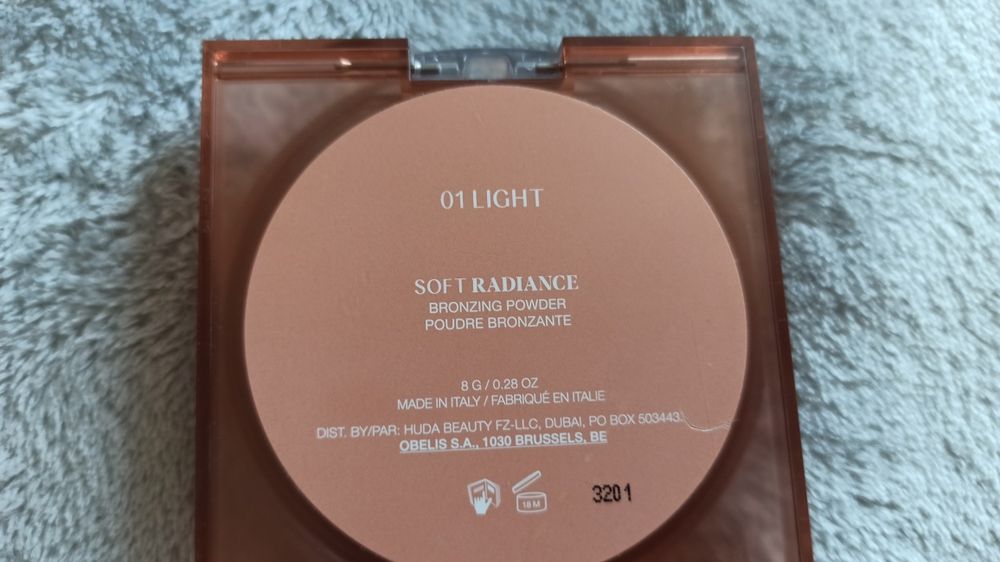 01 LIGHT
SOFT RADIANCE
BRONZING POWDER
POUDRE BRONZANTE
8 G / 0.28 OZ
MADE IN ITALY / FABRIQUÉ EN ITALIE
DIST. BY/PAR: HUDA BEAUTY FZ-LLC, DUBAI, PO BOX 503443.
OBELIS S.A., 1030 BRUSSELS, BE
18 M
3201